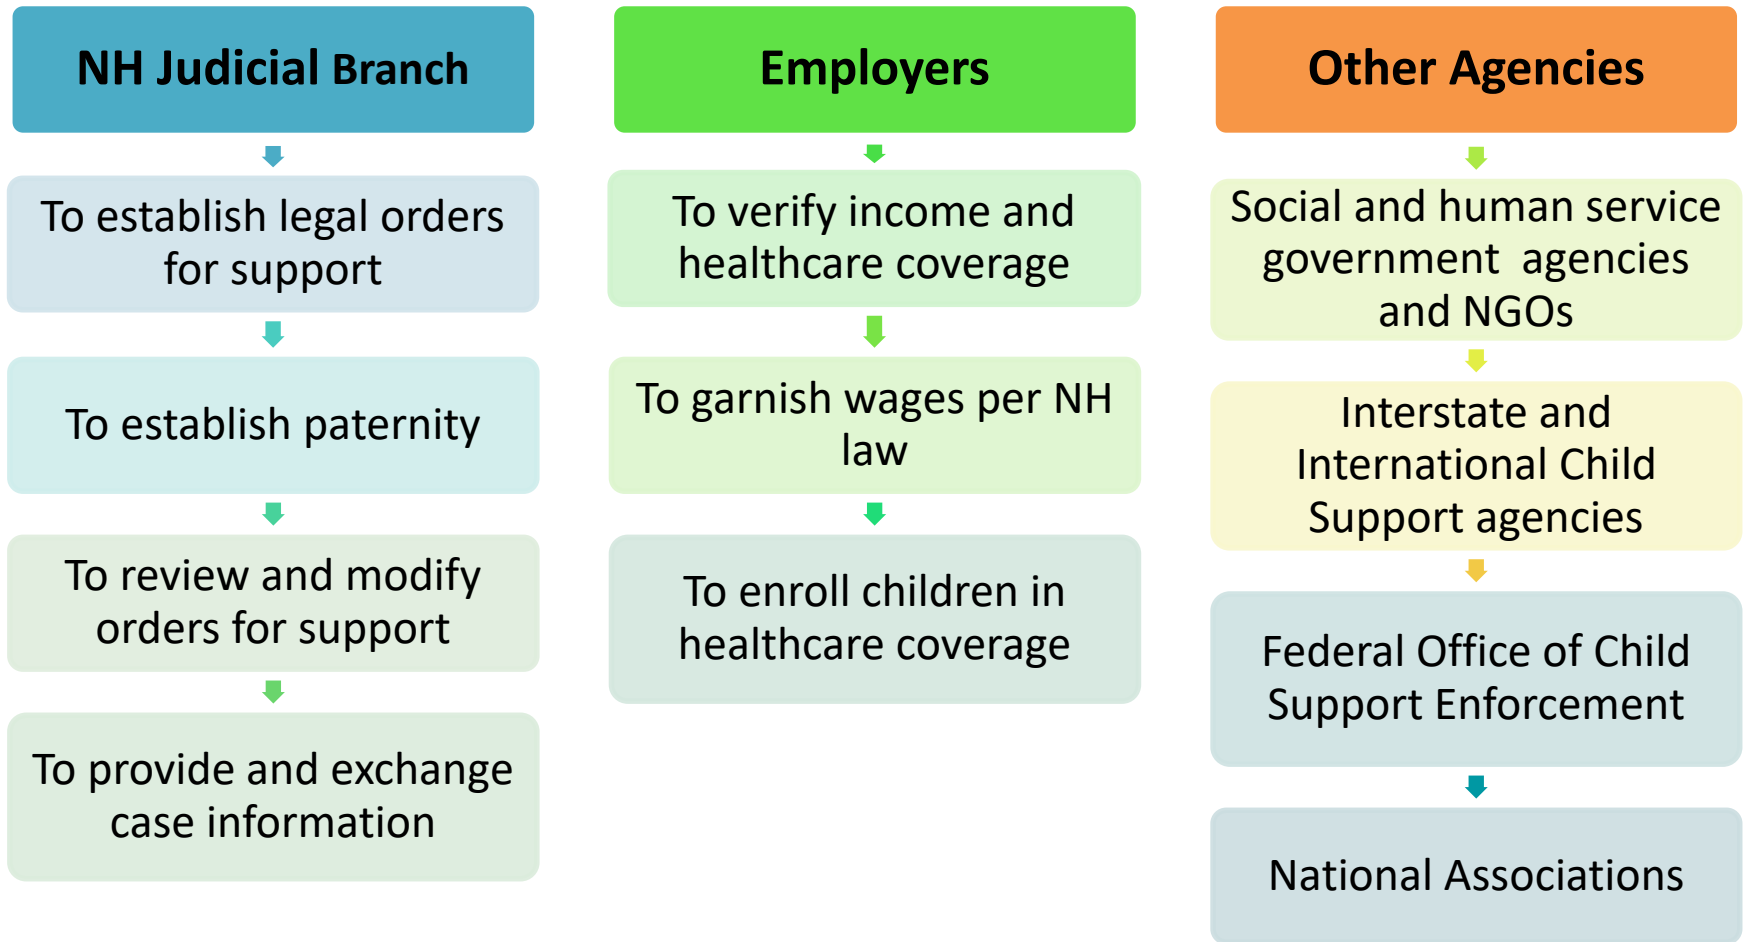 NH Judicial Branch
To establish legal orders
for support
To establish paternity
To review and modify
orders for support
To provide and exchange
case information
Employers
To verify income and
healthcare coverage
To garnish wages per NH
law
To enroll children in
healthcare coverage
Other Agencies
Social and human service
government  agencies
and NGOs
Interstate and
International Child
Support agencies
Federal Office of Child
Support Enforcement
National Associations